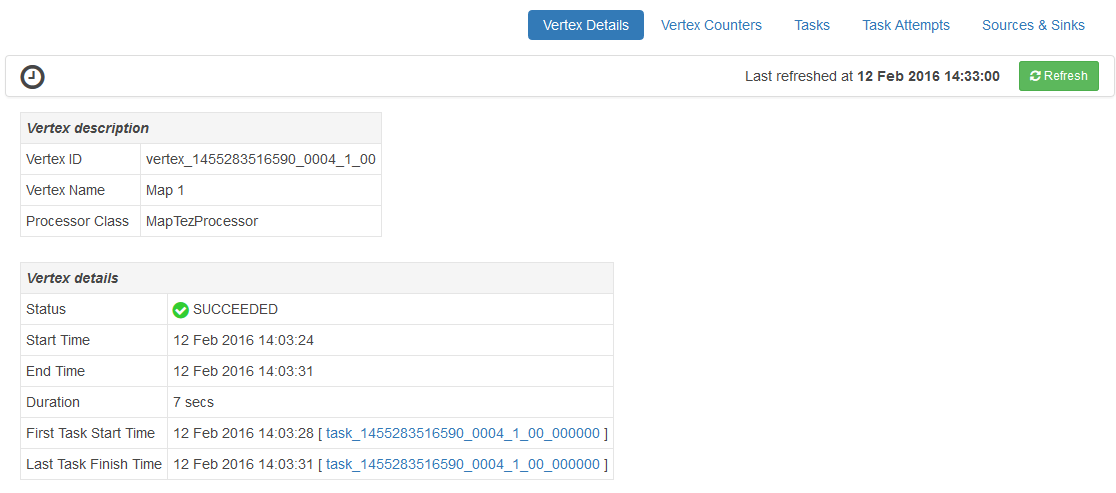 Vertex Details Vertex Counters Tasks Task Attempts Sources & Sinks
Last refreshed at 12 Feb 2016 14:33:00 Refresh
Vertex description
Vertex ID vertex_1455283516590_0004_1_00
Vertex Name Map 1
Processor Class MapTezProcessor
Vertex details
Status SUCCEEDED
Start Time 12 Feb 2016 14:03:24
End Time 12 Feb 2016 14:03:31
Duration 7 secs
First Task Start Time 12 Feb 2016 14:03:28 [ task_1455283516590_0004_1_00_000000 ]
Last Task Finish Time 12 Feb 2016 14:03:31 [ task_1455283516590_0004_1_00_000000 ]